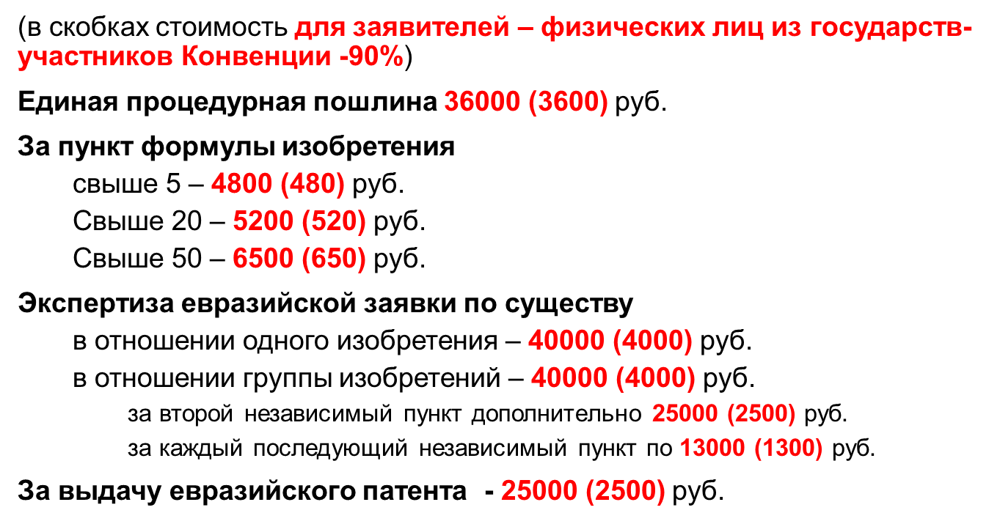 (в скобках стоимость для заявителей – физических лиц из государств-
участников Конвенции -90%)
Единая процедурная пошлина 36000 (3600) руб.
За пункт формулы изобретения
свыше 5 – 4800 (480) руб.
Свыше 20 – 5200 (520) руб.
Свыше 50 – 6500 (650) руб.
Экспертиза евразийской заявки по существу
в отношении одного изобретения – 40000 (4000) руб.
в отношении группы изобретений – 40000 (4000) руб.
за второй независимый пункт дополнительно 25000 (2500) руб.
за каждый последующий независимый пункт по 13000 (1300) руб.
За выдачу евразийского патента - 25000 (2500) руб.